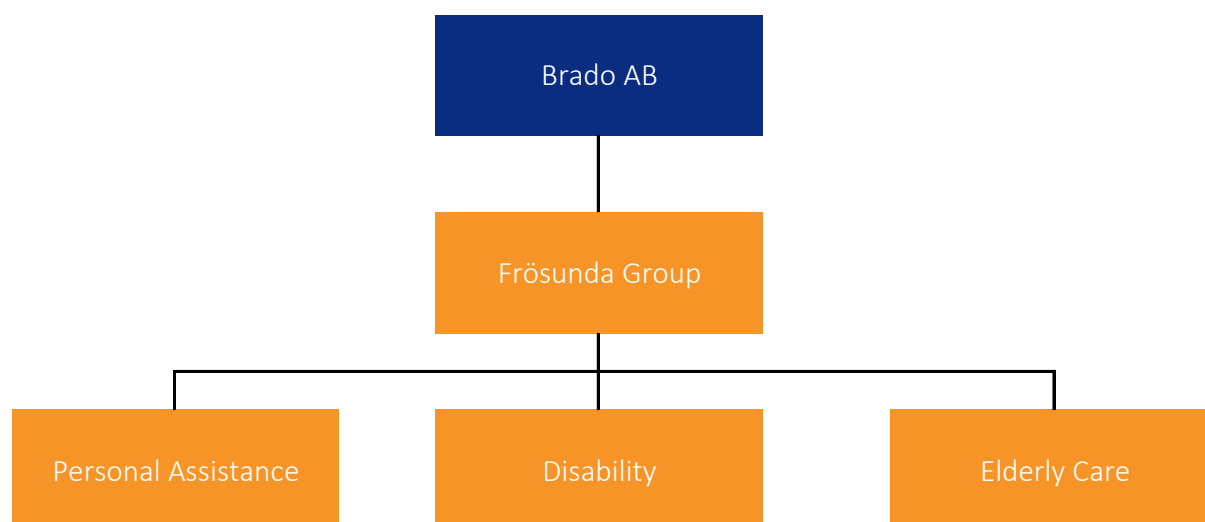 Brado AB
Frösunda Group
Personal Assistance
Disability
Elderly Care